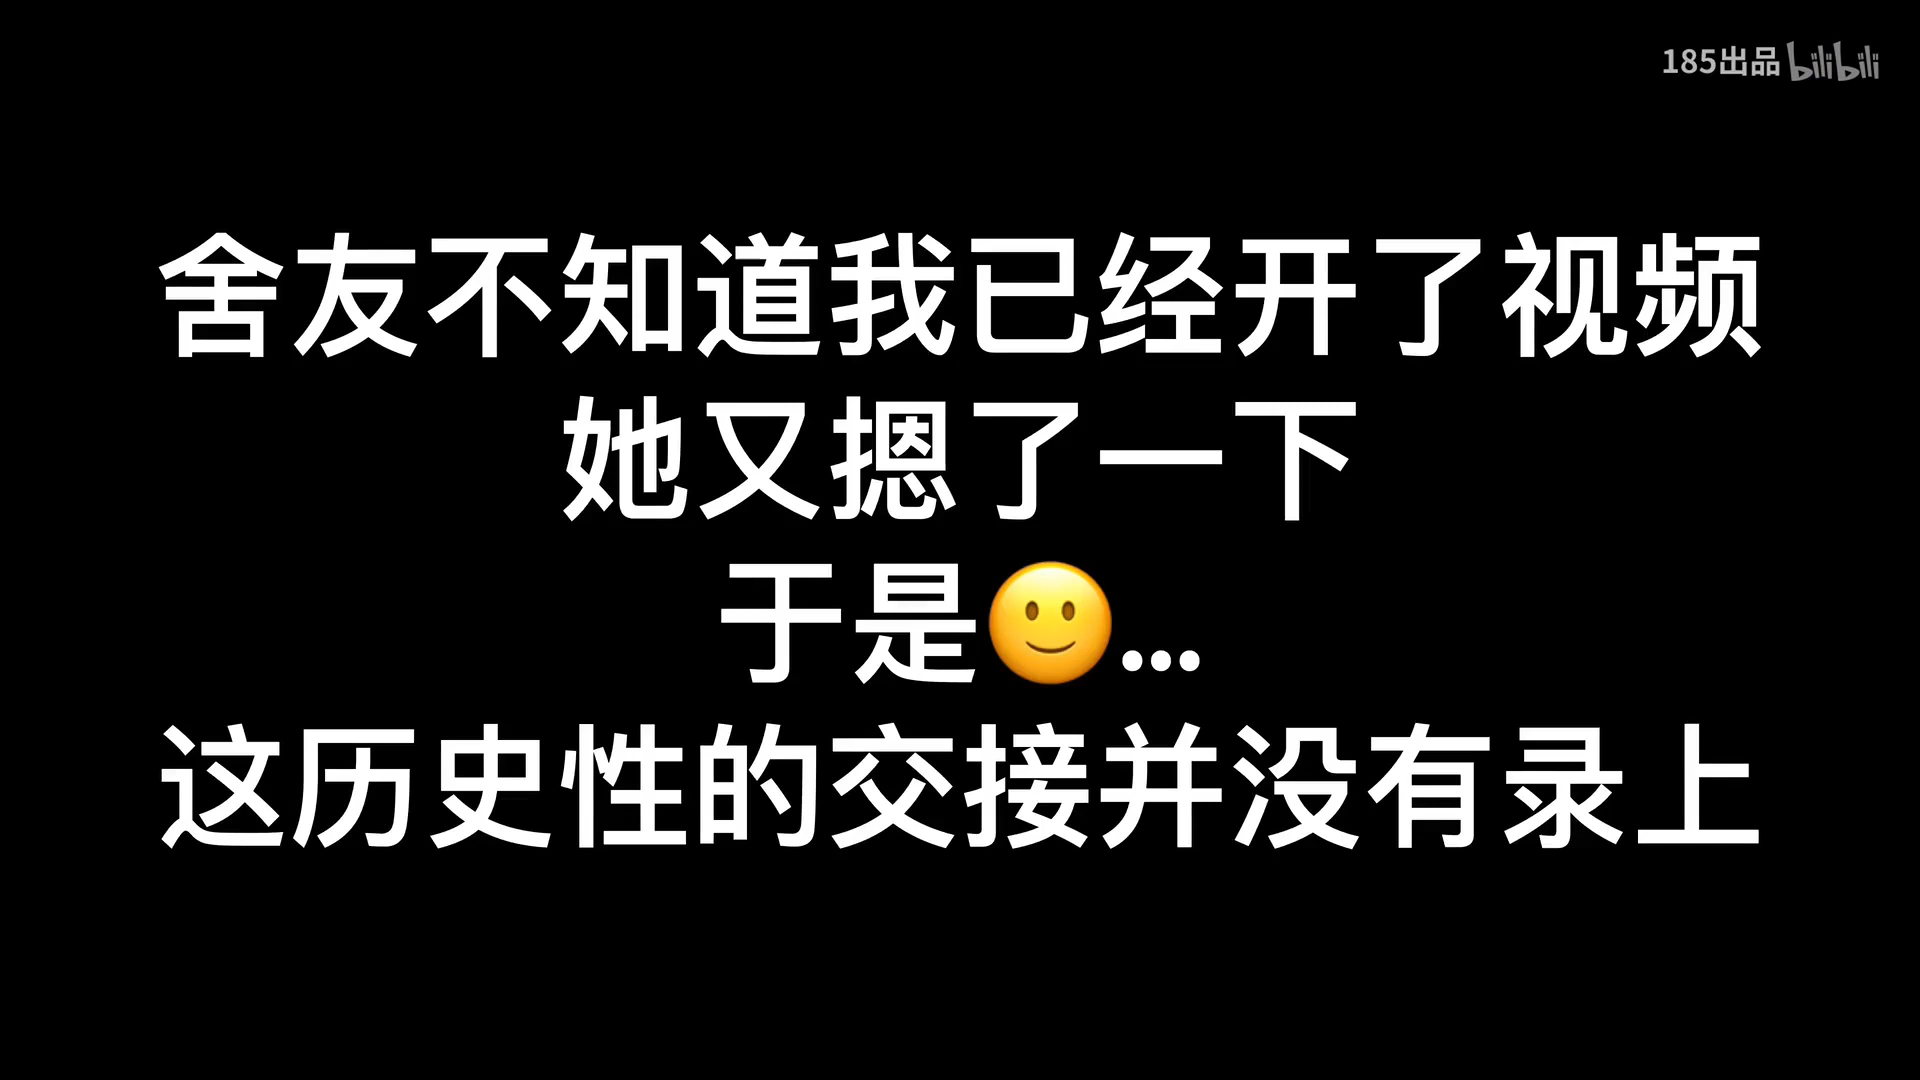 185出品 bilibili
舍友不知道我已经开了视频
她又摁了一下
于是🙂...
这历史性的交接并没有录上